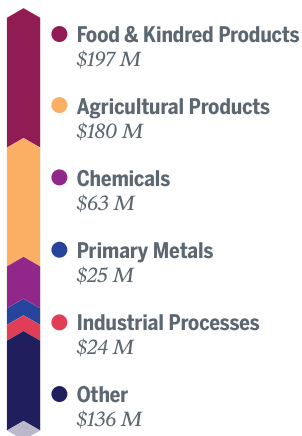 Food & Kindred Products
$197 M
Agricultural Products
$180 M
Chemicals
$63 M
Primary Metals
$25 M
Industrial Processes
$24 M
Other
$136 M